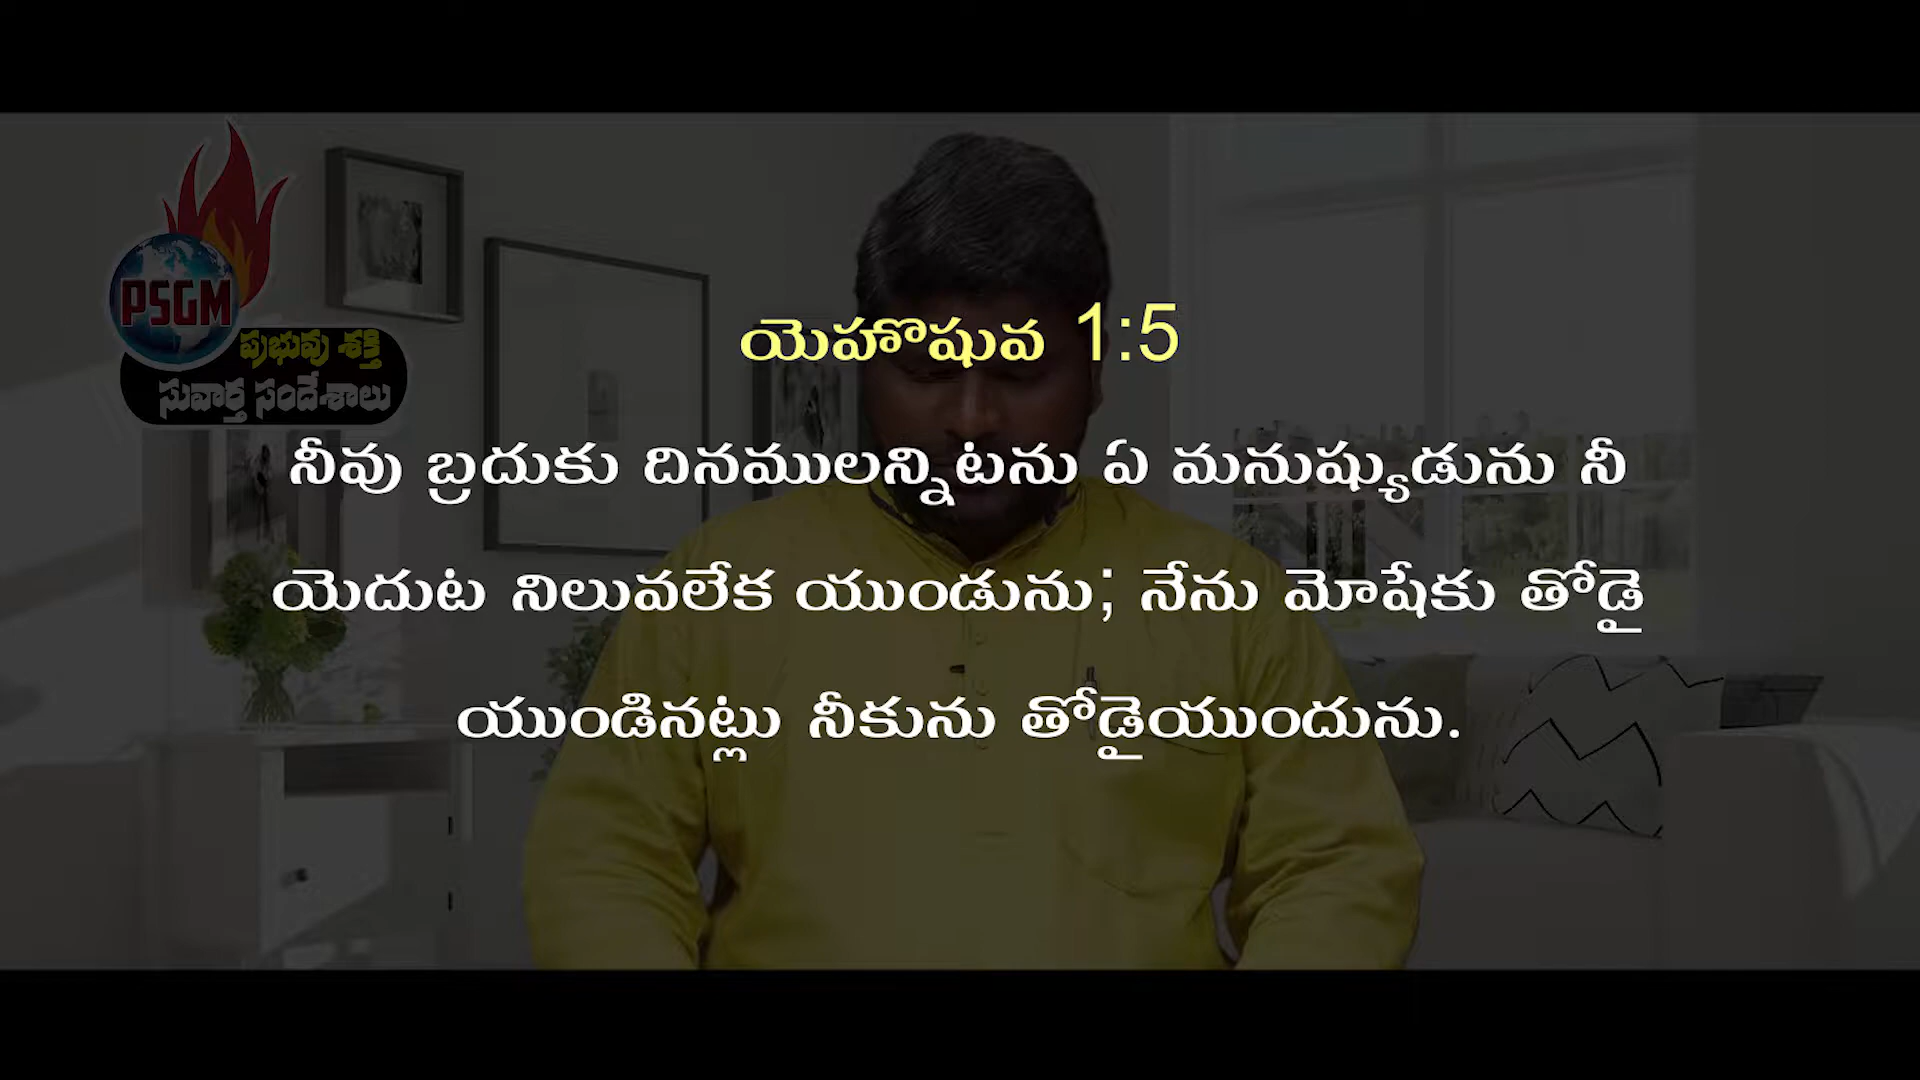 PSGM
ప్రభువు శక్తి
సువార్త సందేశాలు
యెహొషువ 1:5
నీవు బ్రదుకు దినములన్నిటను ఏ మనుష్యుడును నీ
యెదుట నిలువలేక యుండును; నేను మోషేకు తోడై
యుండినట్లు నీకును తోడైయుందును.